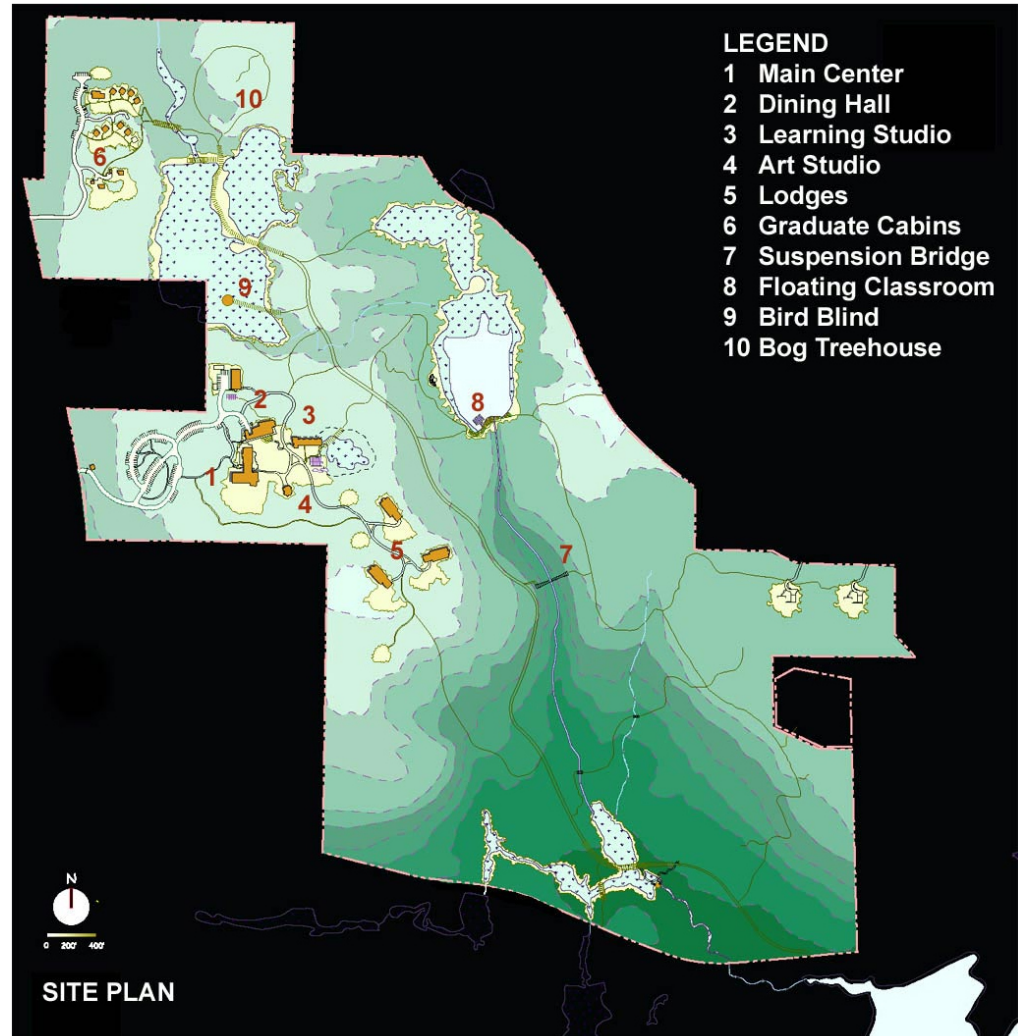 LEGEND
1 Main Center
2 Dining Hall
3 Learning Studio
4 Art Studio
5 Lodges
6 Graduate Cabins
7 Suspension Bridge
8 Floating Classroom
9 Bird Blind
10 Bog Treehouse
10
6
9
2
3
8
1
4
5
7
N
0 200' 400'
SITE PLAN